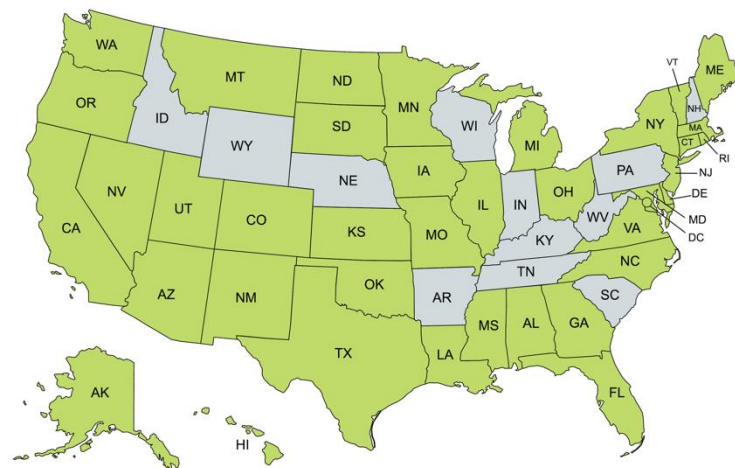 WA
MT
ND
MN
OR
ID
SD
WI
WY
MI
VT
ME
NH
NY
MA
CT
RI
IA
NE
PA
NJ
NV
UT
CO
IL
IN
OH
DE
MD
DC
WV
VA
CA
KS
MO
KY
NC
TN
SC
AZ
NM
OK
AR
MS
AL
GA
TX
LA
FL
AK
HI